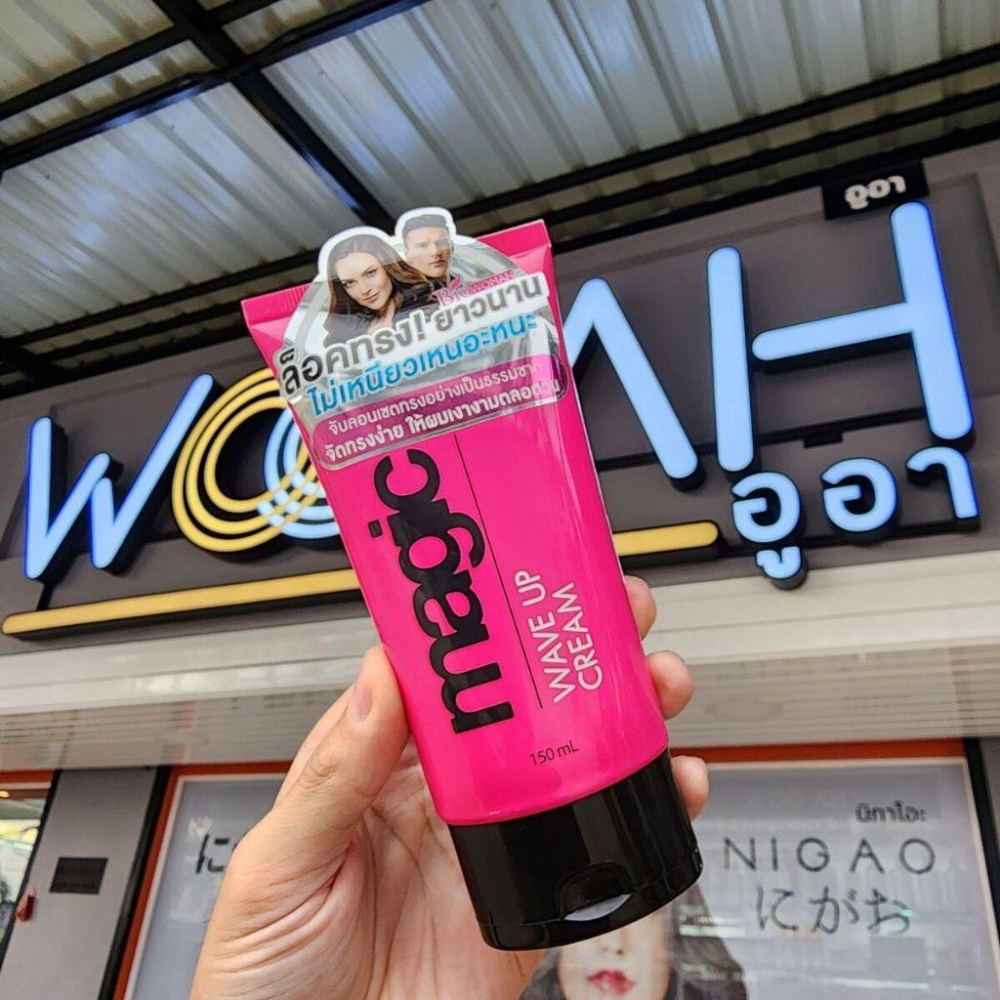 อูอา
WOOAH
อูอา
Bio WOMAN
ล็อคทรง! ยาวนาน
ไม่เหนียวเหนอะหนะ
จับลอนเซตทรงอย่างเป็นธรรมชาติ
จัดทรงง่าย ให้ผมเงางามตลอดวัน
magic
WAVE UP
CREAM
150 mL
นิกาโอะ
NIGAO
にがお